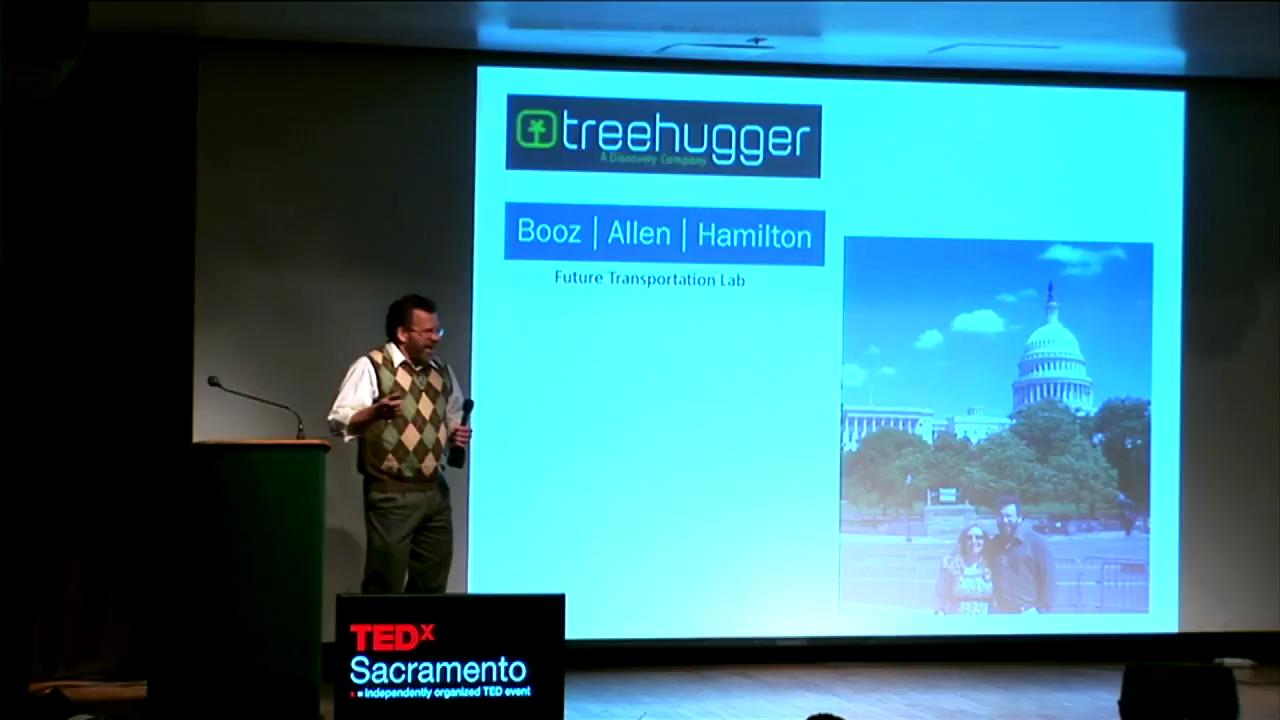 treehugger
A Discovery Company
Booz | Allen | Hamilton
Future Transportation Lab
TEDx
Sacramento
x = independently organized TED event